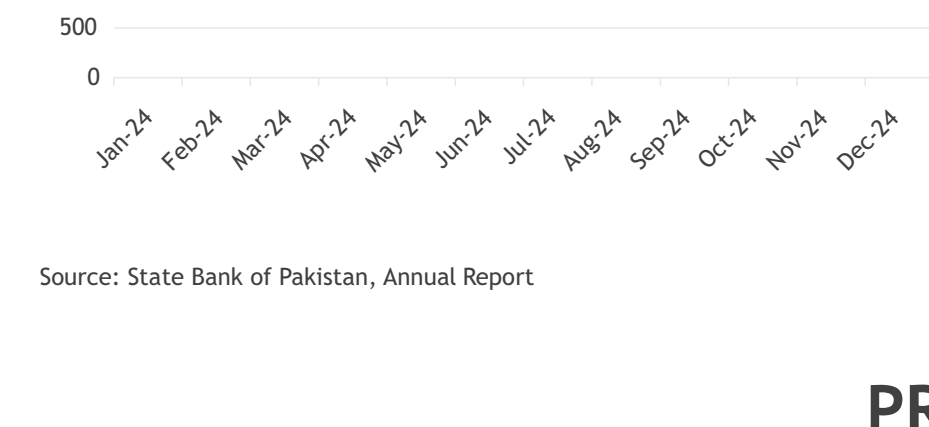 500
0
Jan-24 Feb-24 Mar-24 Apr-24 May-24 Jun-24 Jul-24 Aug-24 Sep-24 Oct-24 Nov-24 Dec-24
Source: State Bank of Pakistan, Annual Report
PR